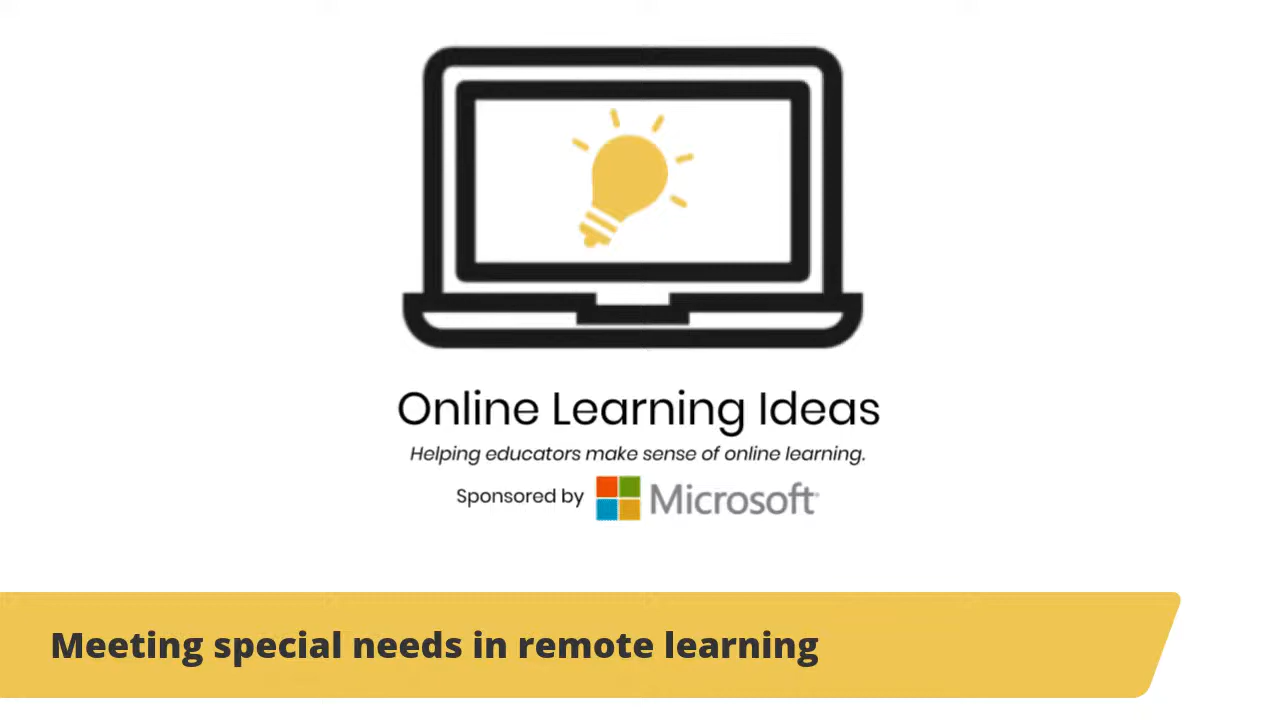 Online Learning Ideas
Helping educators make sense of online learning.
Sponsored by Microsoft
Meeting special needs in remote learning